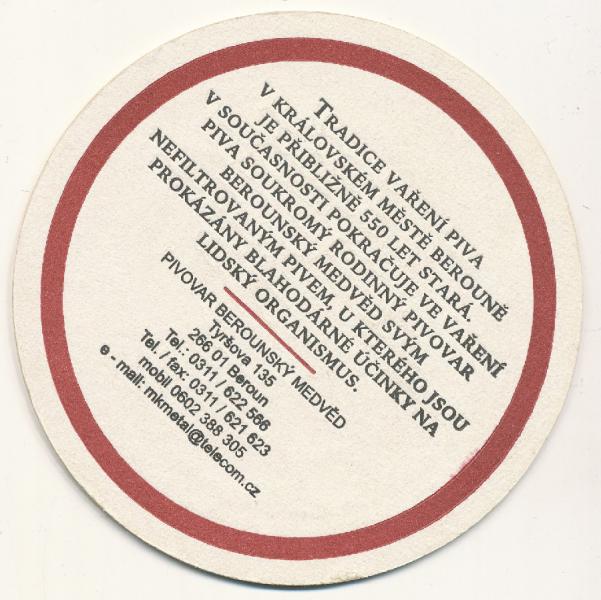 TRADICE VAŘENÍ PIVA
V KRÁLOVSKÉM MĚSTĚ BEROUNĚ
JE PŘIBLIŽNĚ 550 LET STARÁ.
V SOUČASNOSTI POKRAČUJE VE VAŘENÍ
PIVA SOUKROMÝ RODINNÝ PIVOVAR
BEROUNSKÝ MEDVĚD SVÝM
NEFILTROVANÝM PIVEM, U KTERÉHO JSOU
PROKÁZÁNY BLAHODÁRNÉ ÚČINKY NA
LIDSKÝ ORGANISMUS.
PIVOVAR BEROUNSKÝ MEDVĚD
Tyršova 135
266 01 Beroun
Tel.: 0311 / 622 566
Tel. / fax: 0311 / 621 623
mobil 0602 388 305
e - mail: mkmetal@telecom.cz